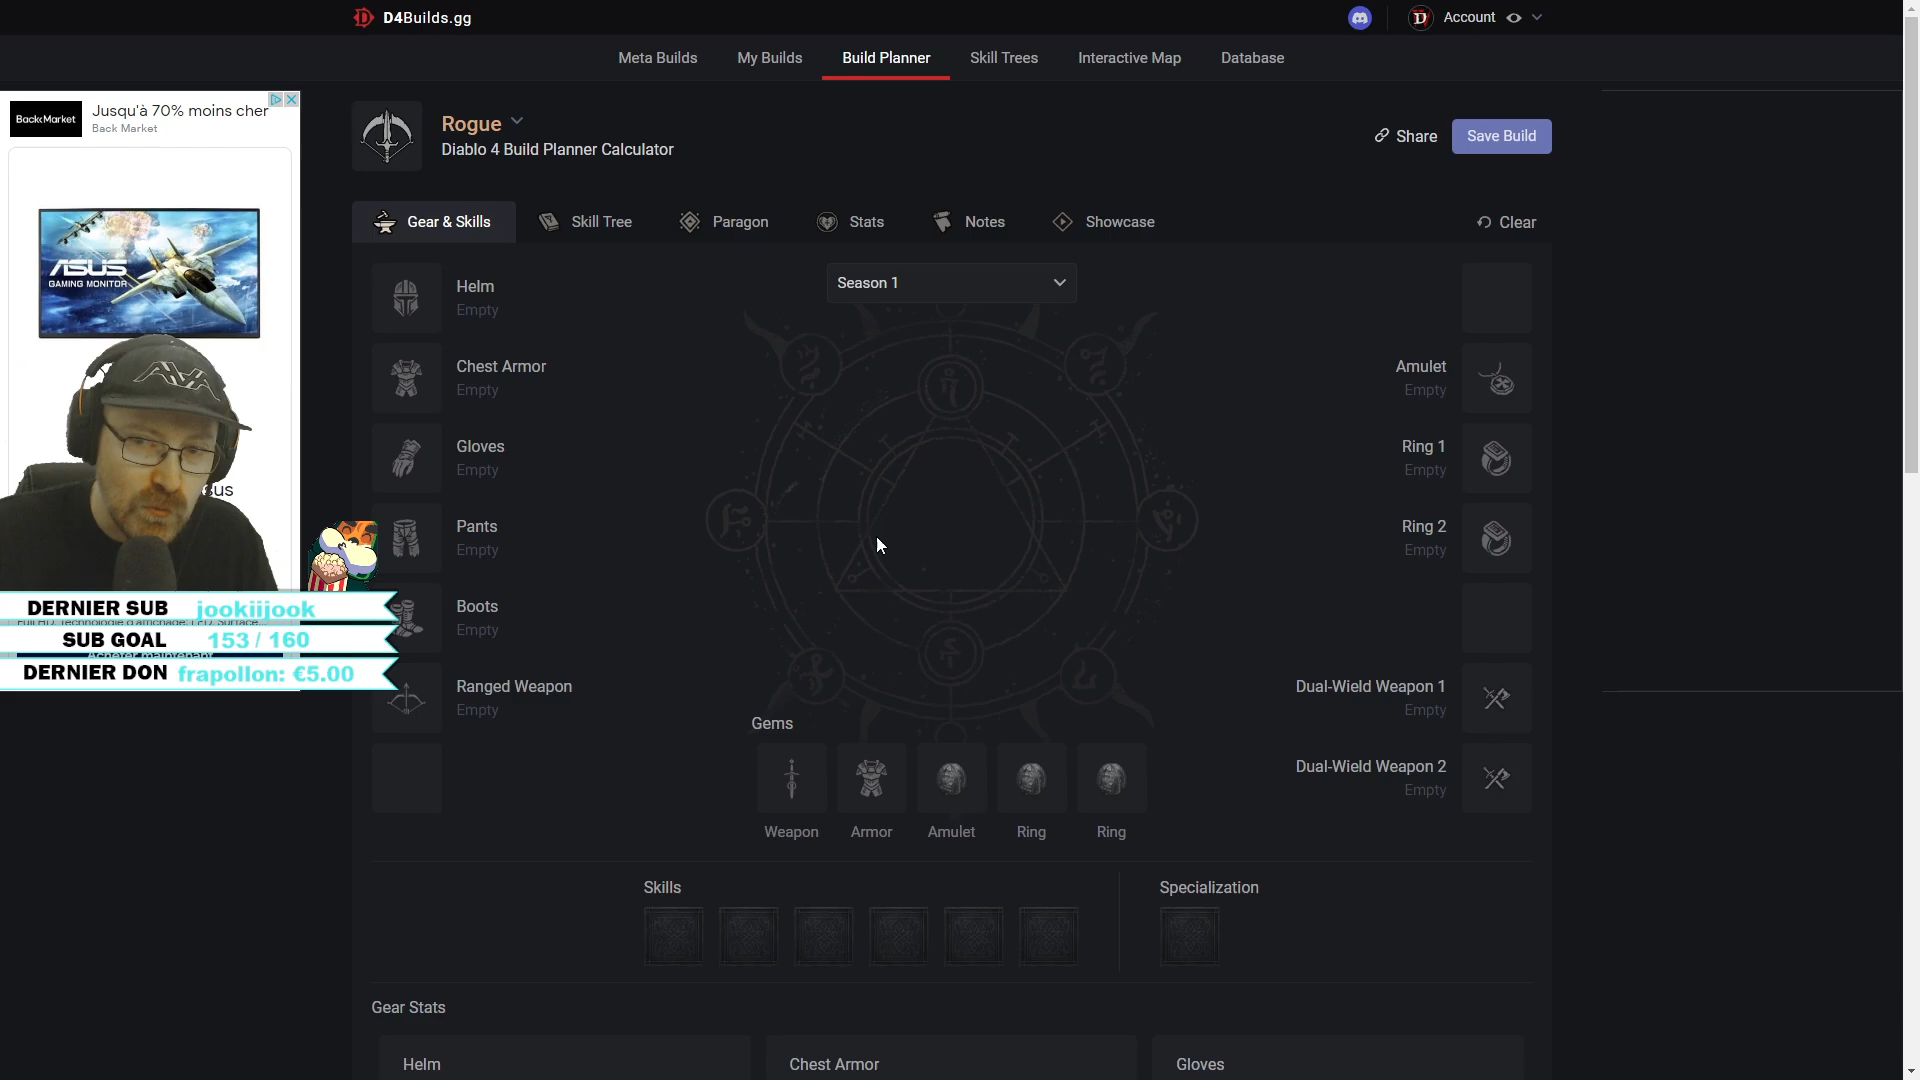 D4Builds.gg
Account
Meta Builds
My Builds
Build Planner
Skill Trees
Interactive Map
Database
BackMarket
Jusqu'à 70% moins cher
Back Market
ASUS
GAMING MONITOR
sus
Rogue
Diablo 4 Build Planner Calculator
Share
Save Build
Gear & Skills
Skill Tree
Paragon
Stats
Notes
Showcase
Clear
Season 1
Helm
Empty
Chest Armor
Empty
Gloves
Empty
Pants
Empty
Boots
Empty
Ranged Weapon
Empty
Amulet
Empty
Ring 1
Empty
Ring 2
Empty
Dual-Wield Weapon 1
Empty
Dual-Wield Weapon 2
Empty
DERNIER SUB jookiijook
SUB GOAL 153 / 160
Acheter maintenant
DERNIER DON frapollon: €5.00
Gems
Weapon
Armor
Amulet
Ring
Ring
Skills
Specialization
Gear Stats
Helm
Chest Armor
Gloves